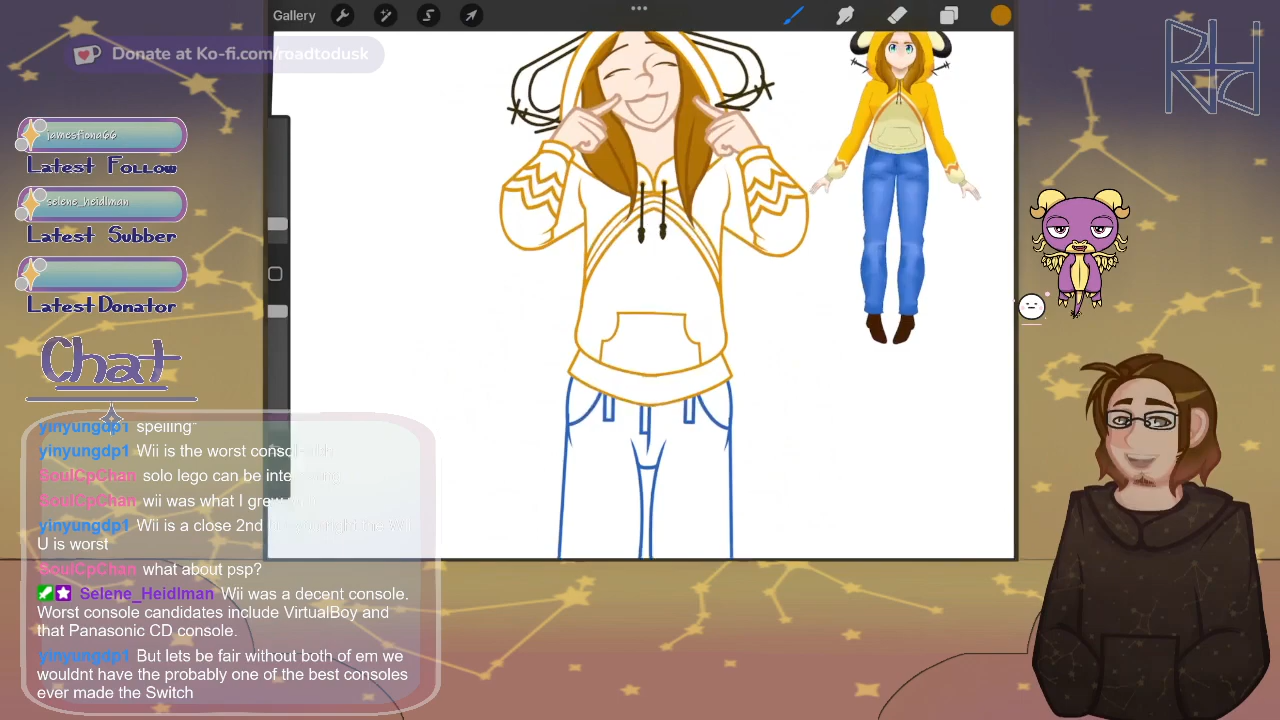 Gallery
Donate at Ko-fi.com/roadtodusk
jamesfiona66
Latest Follow
selene_heidlman
Latest Subber
Latest Donator
Chat
yinyungdp1 spelling*
yinyungdp1 Wii is the worst
SoulCpChan solo lego can be
SoulCpChan wii was what I
yinyungdp1 Wii is a close 2nd
U is worst
SoulCpChan what about psp?
Selene_Heidlman Wii was a decent console.
Worst console candidates include VirtualBoy and
that Panasonic CD console.
yinyungdp1 But lets be fair without both of em we
wouldnt have the probably one of the best consoles
ever made the Switch